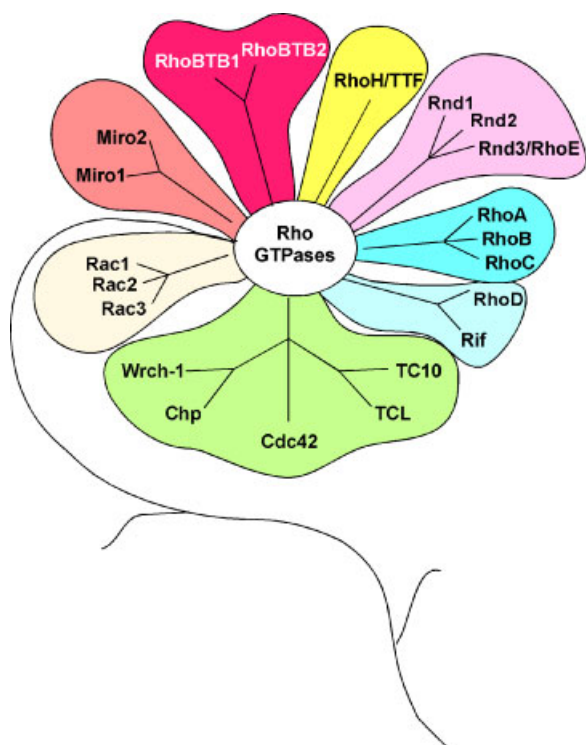 RhoBTB1
RhoBTB2
RhoH/TTF
Rnd1
Rnd2
Rnd3/RhoE
Miro2
Miro1
Rho
GTPases
RhoA
RhoB
RhoC
Rac1
Rac2
Rac3
RhoD
Rif
Wrch-1
Chp
Cdc42
TC10
TCL